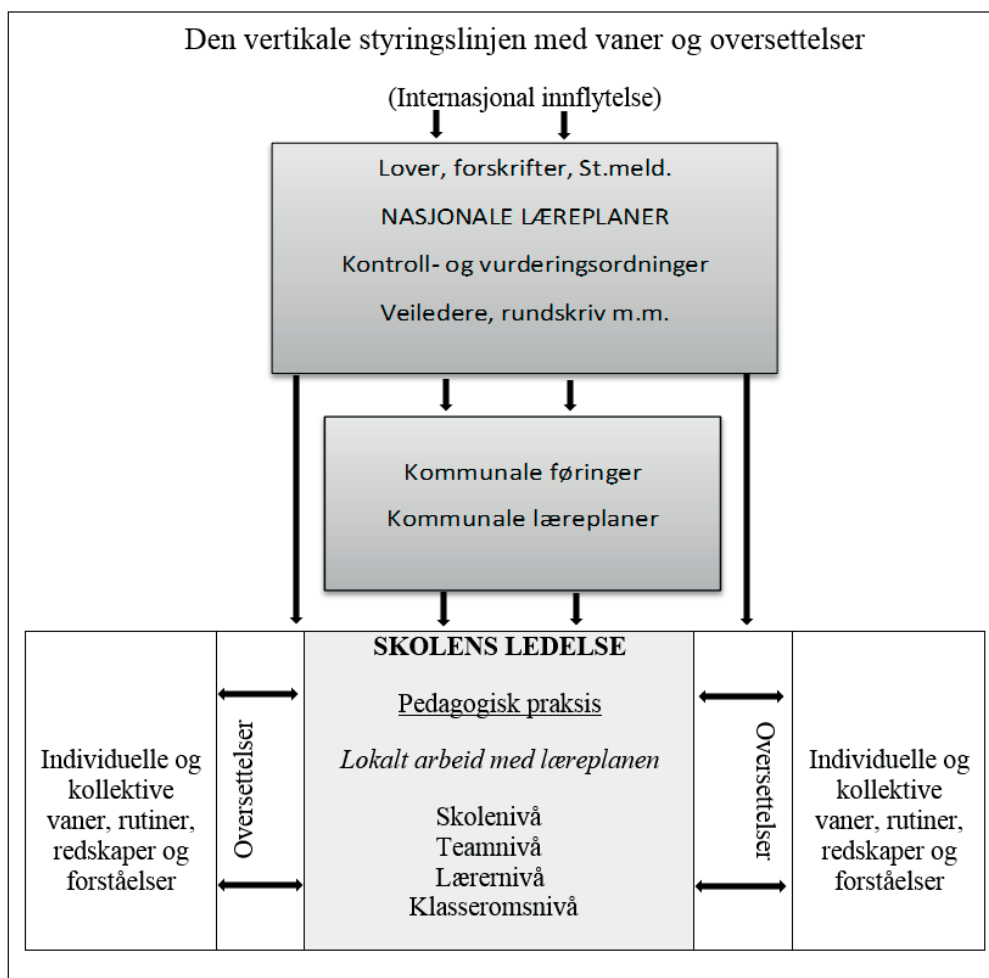 Den vertikale styringslinjen med vaner og oversettelser
(Internasjonal innflytelse)
Lover, forskrifter, St.meld.
NASJONALE LÆREPLANER
Kontroll- og vurderingsordninger
Veiledere, rundskriv m.m.
Kommunale føringer
Kommunale læreplaner
Individuelle og
kollektive
vaner, rutiner,
redskaper og
forståelser
Oversettelser
SKOLENS LEDELSE
Pedagogisk praksis
Lokalt arbeid med læreplanen
Skolenivå
Teamnivå
Lærernivå
Klasseromsnivå
Oversettelser
Individuelle og
kollektive
vaner, rutiner,
redskaper og
forståelser